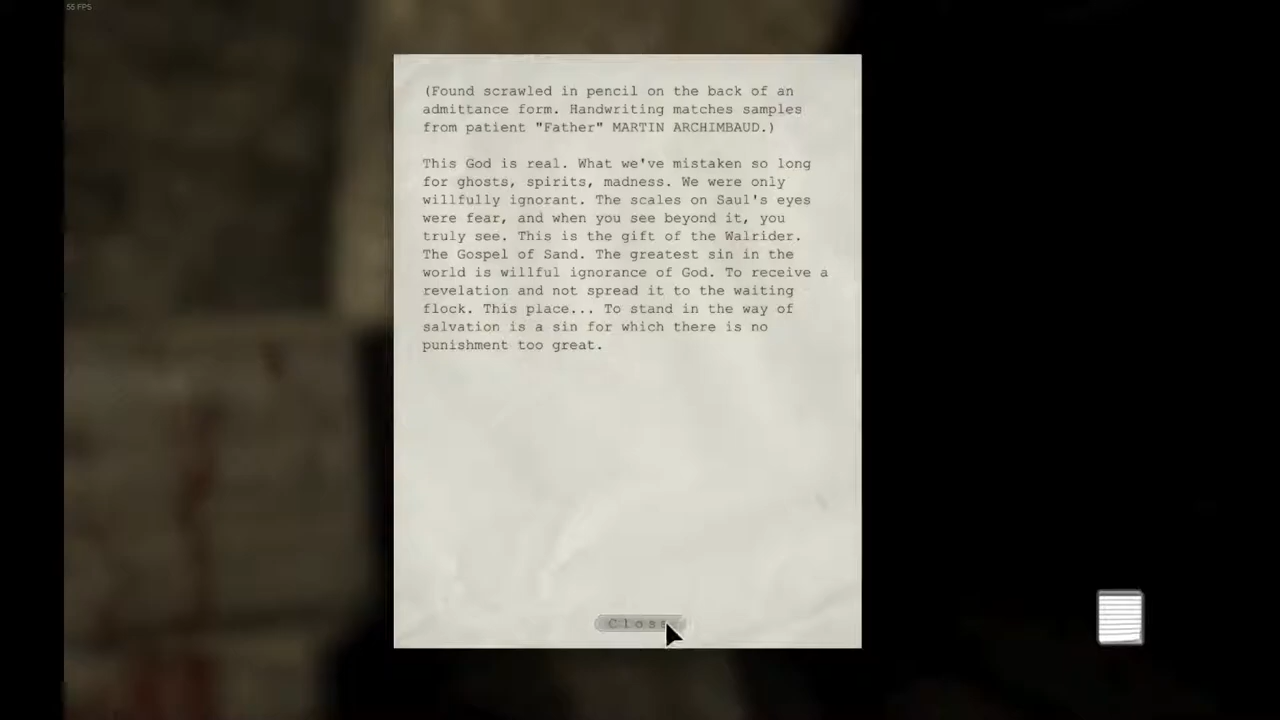 55 FPS
(Found scrawled in pencil on the back of an
admittance form. Handwriting matches samples
from patient "Father" MARTIN ARCHIMBAUD.)
This God is real. What we've mistaken so long
for ghosts, spirits, madness. We were only
willfully ignorant. The scales on Saul's eyes
were fear, and when you see beyond it, you
truly see. This is the gift of the Walrider.
The Gospel of Sand. The greatest sin in the
world is willful ignorance of God. To receive a
revelation and not spread it to the waiting
flock. This place... To stand in the way of
salvation is a sin for which there is no
punishment too great.
Close